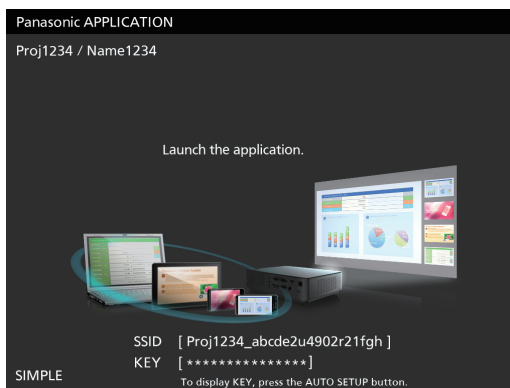 Panasonic APPLICATION
Proj1234 / Name1234
Launch the application.
SSID [ Proj1234_abcde2u4902r21fgh ]
KEY [ *************** ]
To display KEY, press the AUTO SETUP button.
SIMPLE